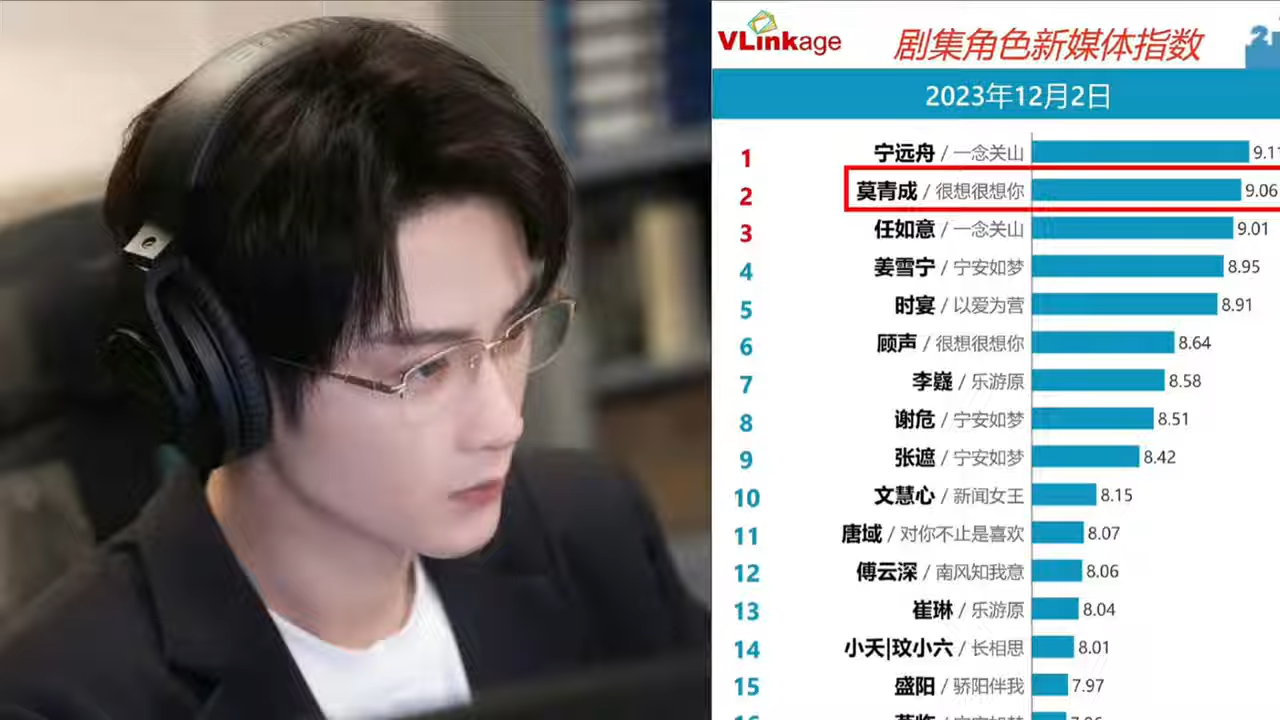 VLinkage
剧集角色新媒体指数
2023年12月2日
1 宁远舟 / 一念关山 9.11
2 莫青成 / 很想很想你 9.06
3 任如意 / 一念关山 9.01
4 姜雪宁 / 宁安如梦 8.95
5 时宴 / 以爱为营 8.91
6 顾声 / 很想很想你 8.64
7 李嶷 / 乐游原 8.58
8 谢危 / 宁安如梦 8.51
9 张遮 / 宁安如梦 8.42
10 文慧心 / 新闻女王 8.15
11 唐域 / 对你不止是喜欢 8.07
12 傅云深 / 南风知我意 8.06
13 崔琳 / 乐游原 8.04
14 小夭|玟小六 / 长相思 8.01
15 盛阳 / 骄阳伴我 7.97